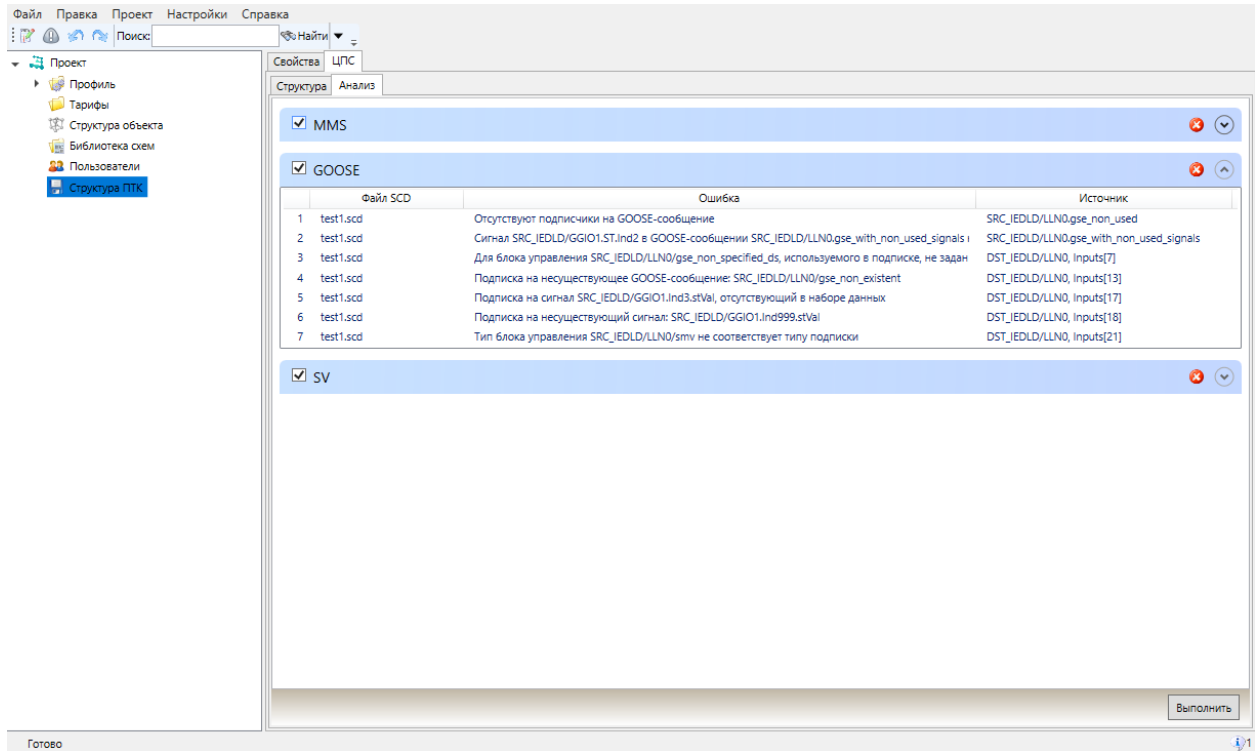 Файл Правка Проект Настройки Справка
Поиск: Найти
Проект
Профиль
Тарифы
Структура объекта
Библиотека схем
Пользователи
Структура ПТК
Свойства ЦПС
Структура Анализ
MMS
GOOSE
Файл SCD Ошибка Источник
1 test1.scd Отсутствуют подписчики на GOOSE-сообщение SRC_IEDLD/LLN0.gse_non_used
2 test1.scd Сигнал SRC_IEDLD/GGIO1.ST.Ind2 в GOOSE-сообщении SRC_IEDLD/LLN0.gse_with_non_used_signals SRC_IEDLD/LLN0.gse_with_non_used_signals
3 test1.scd Для блока управления SRC_IEDLD/LLN0/gse_non_specified_ds, используемого в подписке, не задан DST_IEDLD/LLN0, Inputs[7]
4 test1.scd Подписка на несуществующее GOOSE-сообщение: SRC_IEDLD/LLN0/gse_non_existent DST_IEDLD/LLN0, Inputs[13]
5 test1.scd Подписка на сигнал SRC_IEDLD/GGIO1.Ind3.stVal, отсутствующий в наборе данных DST_IEDLD/LLN0, Inputs[17]
6 test1.scd Подписка на несуществующий сигнал: SRC_IEDLD/GGIO1.Ind999.stVal DST_IEDLD/LLN0, Inputs[18]
7 test1.scd Тип блока управления SRC_IEDLD/LLN0/smv не соответствует типу подписки DST_IEDLD/LLN0, Inputs[21]
SV
Выполнить
Готово 1